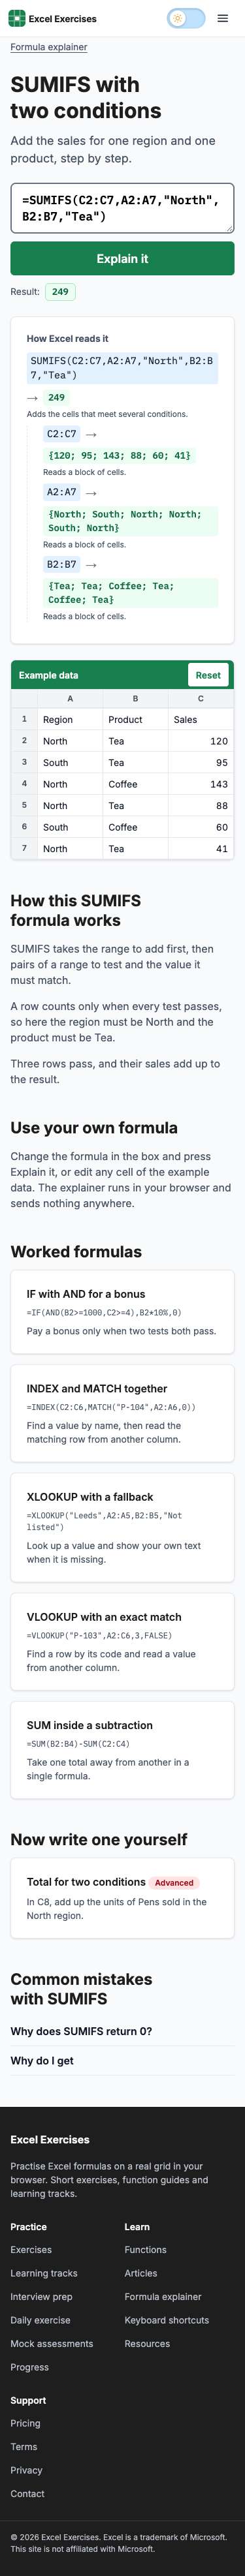 Excel Exercises
Formula explainer
SUMIFS with
two conditions
Add the sales for one region and one
product, step by step.
=SUMIFS(C2:C7,A2:A7,"North",
B2:B7,"Tea")
Explain it
Result: 249
How Excel reads it
SUMIFS(C2:C7,A2:A7,"North",B2:B
7,"Tea")
→ 249
Adds the cells that meet several conditions.
C2:C7 →
{120; 95; 143; 88; 60; 41}
Reads a block of cells.
A2:A7 →
{North; South; North; North;
South; North}
Reads a block of cells.
B2:B7 →
{Tea; Tea; Coffee; Tea;
Coffee; Tea}
Reads a block of cells.
Example data Reset
A B C
1 Region Product Sales
2 North Tea 120
3 South Tea 95
4 North Coffee 143
5 North Tea 88
6 South Coffee 60
7 North Tea 41
How this SUMIFS
formula works
SUMIFS takes the range to add first, then
pairs of a range to test and the value it
must match.
A row counts only when every test passes,
so here the region must be North and the
product must be Tea.
Three rows pass, and their sales add up to
the result.
Use your own formula
Change the formula in the box and press
Explain it, or edit any cell of the example
data. The explainer runs in your browser and
sends nothing anywhere.
Worked formulas
IF with AND for a bonus
=IF(AND(B2>=1000,C2>=4),B2*10%,0)
Pay a bonus only when two tests both pass.
INDEX and MATCH together
=INDEX(C2:C6,MATCH("P-104",A2:A6,0))
Find a value by name, then read the
matching row from another column.
XLOOKUP with a fallback
=XLOOKUP("Leeds",A2:A5,B2:B5,"Not
listed")
Look up a value and show your own text
when it is missing.
VLOOKUP with an exact match
=VLOOKUP("P-103",A2:C6,3,FALSE)
Find a row by its code and read a value
from another column.
SUM inside a subtraction
=SUM(B2:B4)-SUM(C2:C4)
Take one total away from another in a
single formula.
Now write one yourself
Total for two conditions Advanced
In C8, add up the units of Pens sold in the
North region.
Common mistakes
with SUMIFS
Why does SUMIFS return 0?
Why do I get
Excel Exercises
Practise Excel formulas on a real grid in your
browser. Short exercises, function guides and
learning tracks.
Practice
Exercises
Learning tracks
Interview prep
Daily exercise
Mock assessments
Progress
Learn
Functions
Articles
Formula explainer
Keyboard shortcuts
Resources
Support
Pricing
Terms
Privacy
Contact
© 2026 Excel Exercises. Excel is a trademark of Microsoft.
This site is not affiliated with Microsoft.